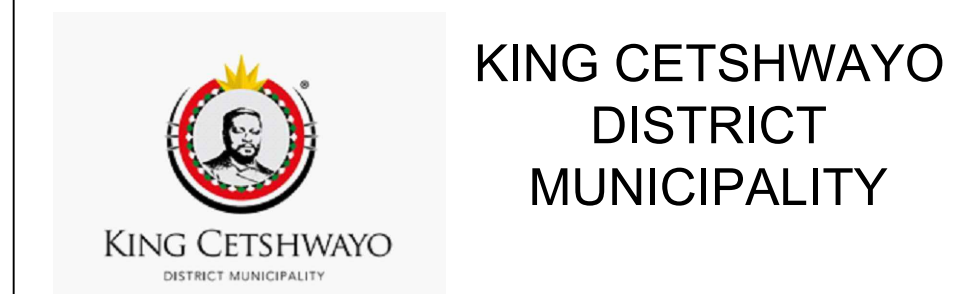 ®
KING CETSHWAYO
DISTRICT MUNICIPALITY
KING CETSHWAYO
DISTRICT
MUNICIPALITY